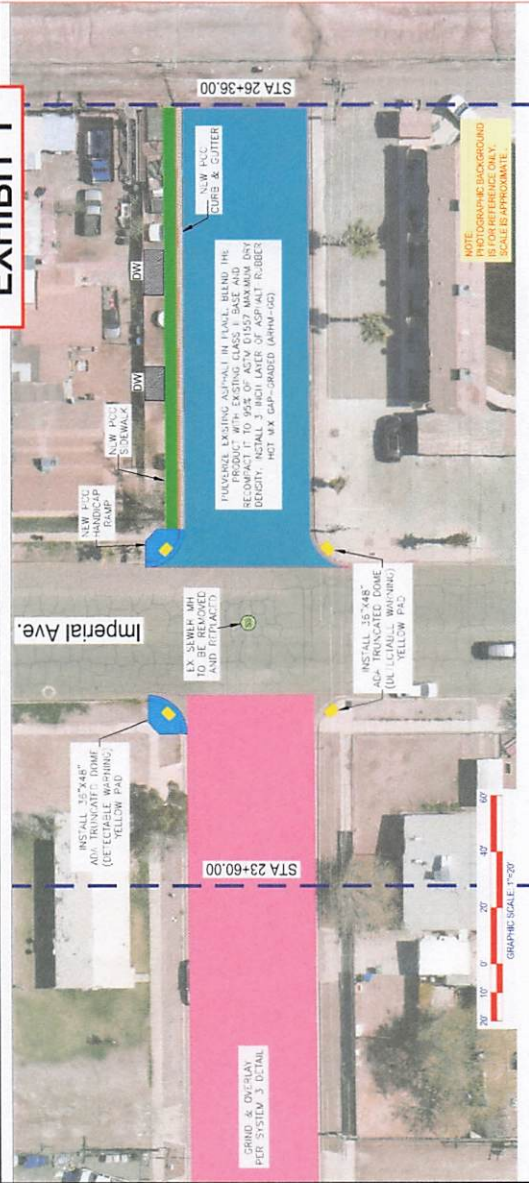 EXHIBIT
STA 26+36.00
NEW PCC
CURB & GUTTER
NOTE:
PHOTOGRAPHIC BACKGROUND
IS FOR REFERENCE ONLY.
SCALE IS APPROXIMATE.
DW
DW
PULVERIZE EXISTING ASPHALT IN PLACE, BLEND THE
PRODUCT WITH EXISTING CLASS II BASE AND
RECOMPACT IT TO 95% OF ASTM D1557 MAXIMUM DRY
DENSITY. INSTALL 3 INCH LAYER OF ASPHALT RUBBER
HOT MIX GAP-GRADED (ARHM-GG)
NEW PCC
SIDEWALK
NEW PCC
HANDICAP
RAMP
Imperial Ave.
EX SEWER MH
TO BE REMOVED
AND REPLACED
SS
INSTALL 36"X48"
ADA TRUNCATED DOME
(DETECTABLE WARNING)
YELLOW PAD
INSTALL 36"X48"
ADA TRUNCATED DOME
(DETECTABLE WARNING)
YELLOW PAD
STA 23+60.00
GRIND & OVERLAY
PER SYSTEM 3 DETAIL
20' 10' 0' 20' 40' 60'
GRAPHIC SCALE: 1"=20'